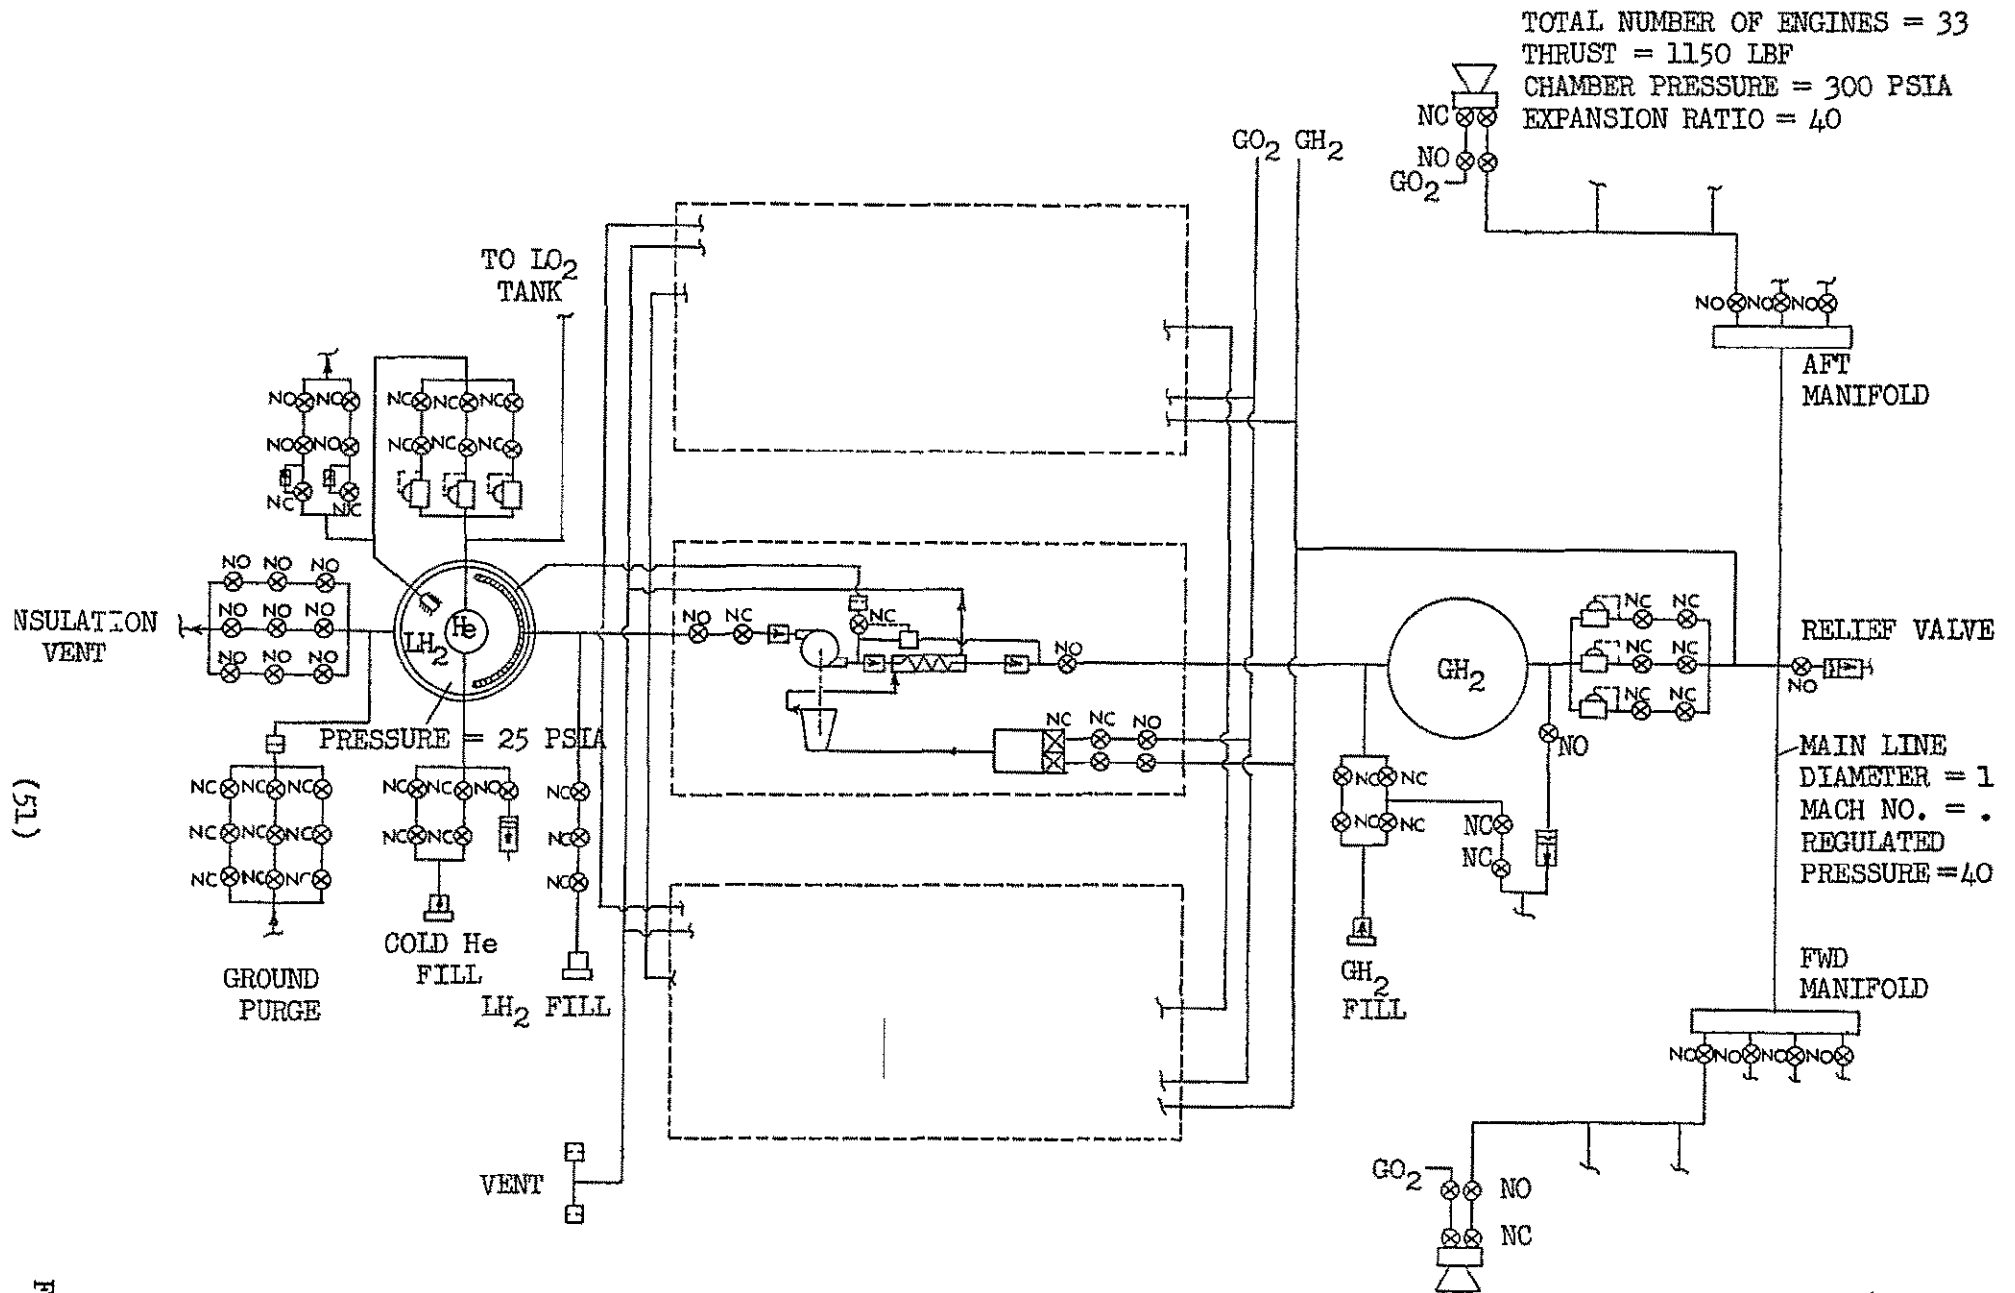 TOTAL NUMBER OF ENGINES = 33
THRUST = 1150 LBF
CHAMBER PRESSURE = 300 PSIA
EXPANSION RATIO = 40
NC
NO
GO2
GO2 GH2
TO LO2
TANK
NO NO NO
AFT
MANIFOLD
NO NC NC NC NC
NO NO NC NC NC
NC NC
NO NO NO
NO NO NO
NO NO NO
NSULATION
VENT
LH2
He
NO NC
NC
NO
GH2
NC NC
NC NC
NC NC
RELIEF VALVE
NO
PRESSURE = 25 PSIA
NC NC NO
NO
MAIN LINE
DIAMETER = 1
MACH NO. = .
REGULATED
PRESSURE =40
NC NC NC
NC NC NC
NC NC NC
NC NC NO
NC NC
NC
NC
NC
NC NC
NC NC
NC
NC
(51)
GROUND
PURGE
COLD He
FILL
LH2 FILL
GH2
FILL
FWD
MANIFOLD
NO NO NO NO
VENT
GO2
NO
NC
F